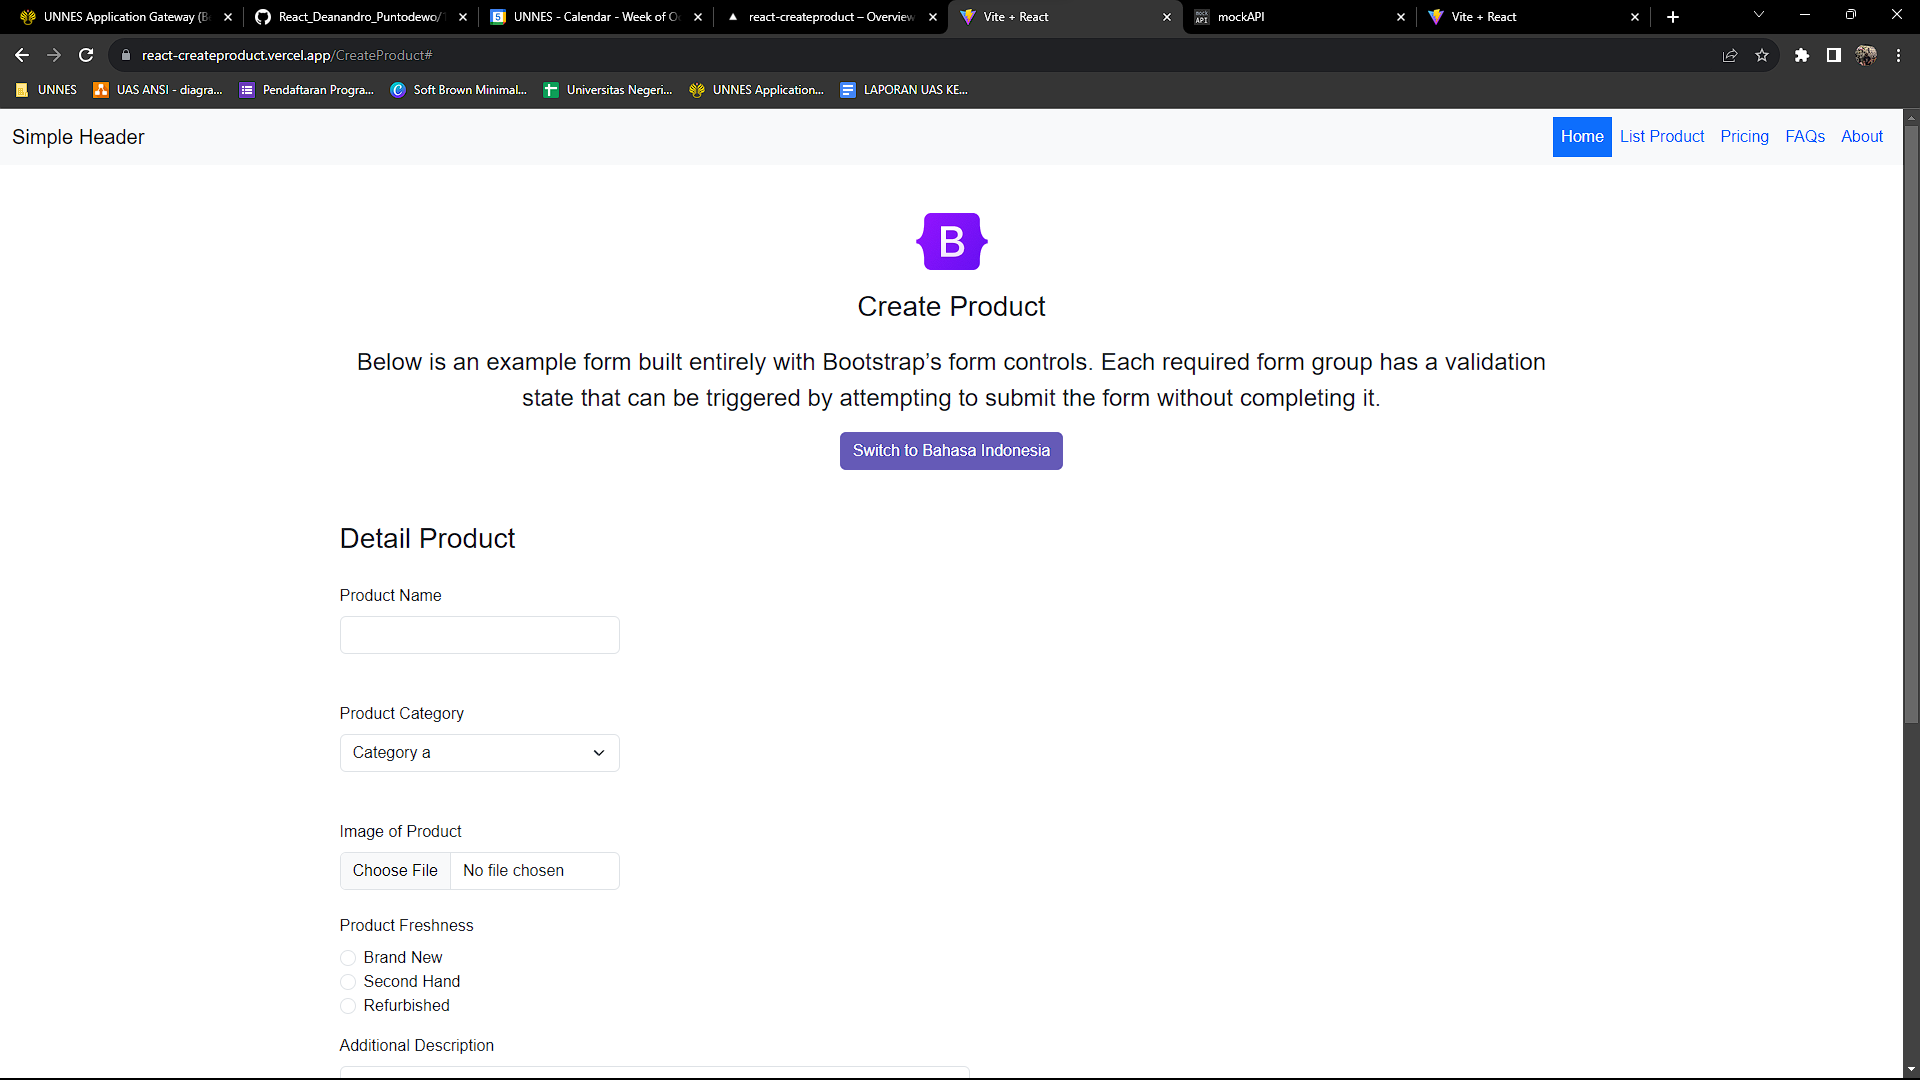 UNNES Application Gateway (B
React_Deanandro_Puntodewo/
UNNES - Calendar - Week of O
react-createproduct – Overview
Vite + React
mockAPI
Vite + React
react-createproduct.vercel.app/CreateProduct#
UNNES
UAS ANSI - diagra...
Pendaftaran Progra...
Soft Brown Minimal...
Universitas Negeri...
UNNES Application...
LAPORAN UAS KE...
Simple Header
Home
List Product
Pricing
FAQs
About
B
Create Product
Below is an example form built entirely with Bootstrap’s form controls. Each required form group has a validation
state that can be triggered by attempting to submit the form without completing it.
Switch to Bahasa Indonesia
Detail Product
Product Name
Product Category
Category a
Image of Product
Choose File No file chosen
Product Freshness
Brand New
Second Hand
Refurbished
Additional Description